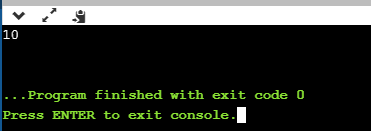 10
...Program finished with exit code 0
Press ENTER to exit console.